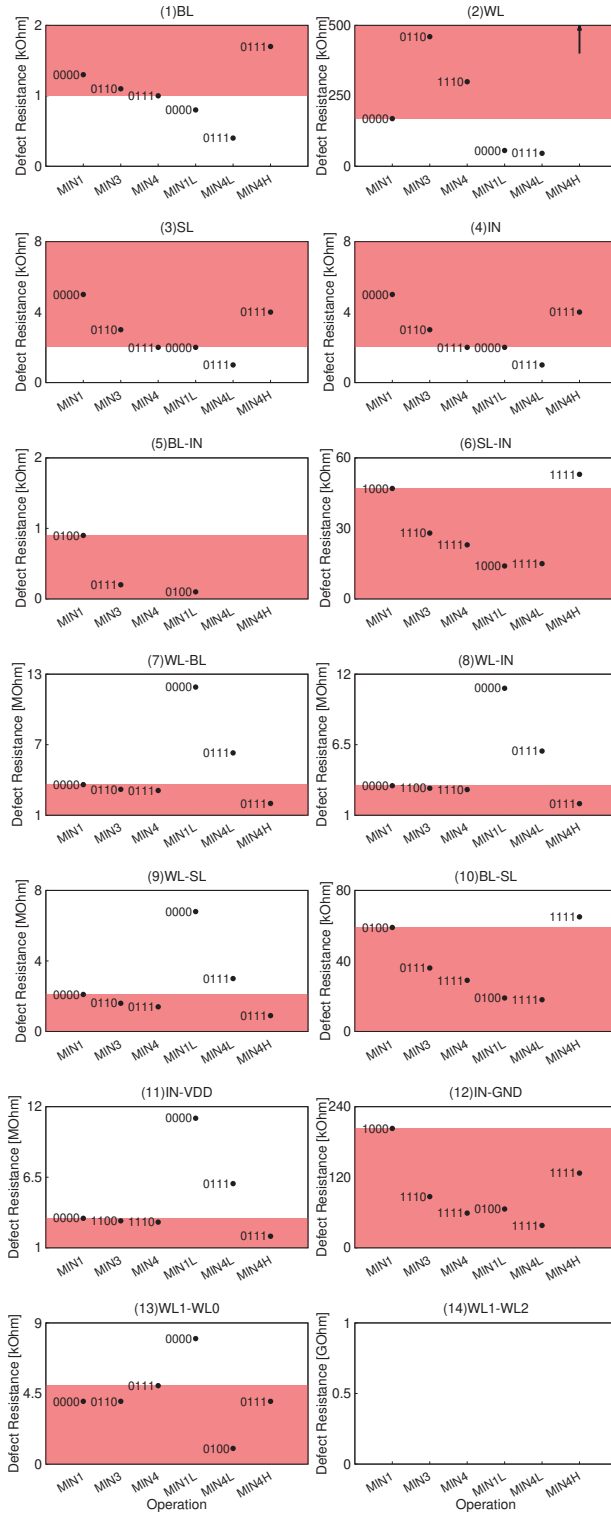 (1)BL
Defect Resistance [kOhm]
2
1
0
0000
0110
0111
0000
0111
0111
MIN1 MIN3 MIN4 MIN1L MIN4L MIN4H
(2)WL
Defect Resistance [kOhm]
500
250
0
0000
0110
1110
0000
0111
MIN1 MIN3 MIN4 MIN1L MIN4L MIN4H
(3)SL
Defect Resistance [kOhm]
8
4
0
0000
0110
0111
0000
0111
0111
MIN1 MIN3 MIN4 MIN1L MIN4L MIN4H
(4)IN
Defect Resistance [kOhm]
8
4
0
0000
0110
0111
0000
0111
0111
MIN1 MIN3 MIN4 MIN1L MIN4L MIN4H
(5)BL-IN
Defect Resistance [kOhm]
2
1
0
0100
0111
0100
MIN1 MIN3 MIN4 MIN1L MIN4L MIN4H
(6)SL-IN
Defect Resistance [kOhm]
60
30
0
1000
1110
1111
1000
1111
1111
MIN1 MIN3 MIN4 MIN1L MIN4L MIN4H
(7)WL-BL
Defect Resistance [MOhm]
13
7
1
0000
0110
0111
0000
0111
0111
MIN1 MIN3 MIN4 MIN1L MIN4L MIN4H
(8)WL-IN
Defect Resistance [MOhm]
12
6.5
1
0000
1100
1110
0000
0111
0111
MIN1 MIN3 MIN4 MIN1L MIN4L MIN4H
(9)WL-SL
Defect Resistance [MOhm]
8
4
0
0000
0110
0111
0000
0111
0111
MIN1 MIN3 MIN4 MIN1L MIN4L MIN4H
(10)BL-SL
Defect Resistance [kOhm]
80
40
0
0100
0111
1111
0100
1111
1111
MIN1 MIN3 MIN4 MIN1L MIN4L MIN4H
(11)IN-VDD
Defect Resistance [MOhm]
12
6.5
1
0000
1100
1110
0000
0111
0111
MIN1 MIN3 MIN4 MIN1L MIN4L MIN4H
(12)IN-GND
Defect Resistance [kOhm]
240
120
0
1000
1110
1111
0100
1111
1111
MIN1 MIN3 MIN4 MIN1L MIN4L MIN4H
(13)WL1-WL0
Defect Resistance [kOhm]
9
4.5
0
0000
0110
0111
0000
0100
0111
MIN1 MIN3 MIN4 MIN1L MIN4L MIN4H
Operation
(14)WL1-WL2
Defect Resistance [GOhm]
1
0.5
0
MIN1 MIN3 MIN4 MIN1L MIN4L MIN4H
Operation